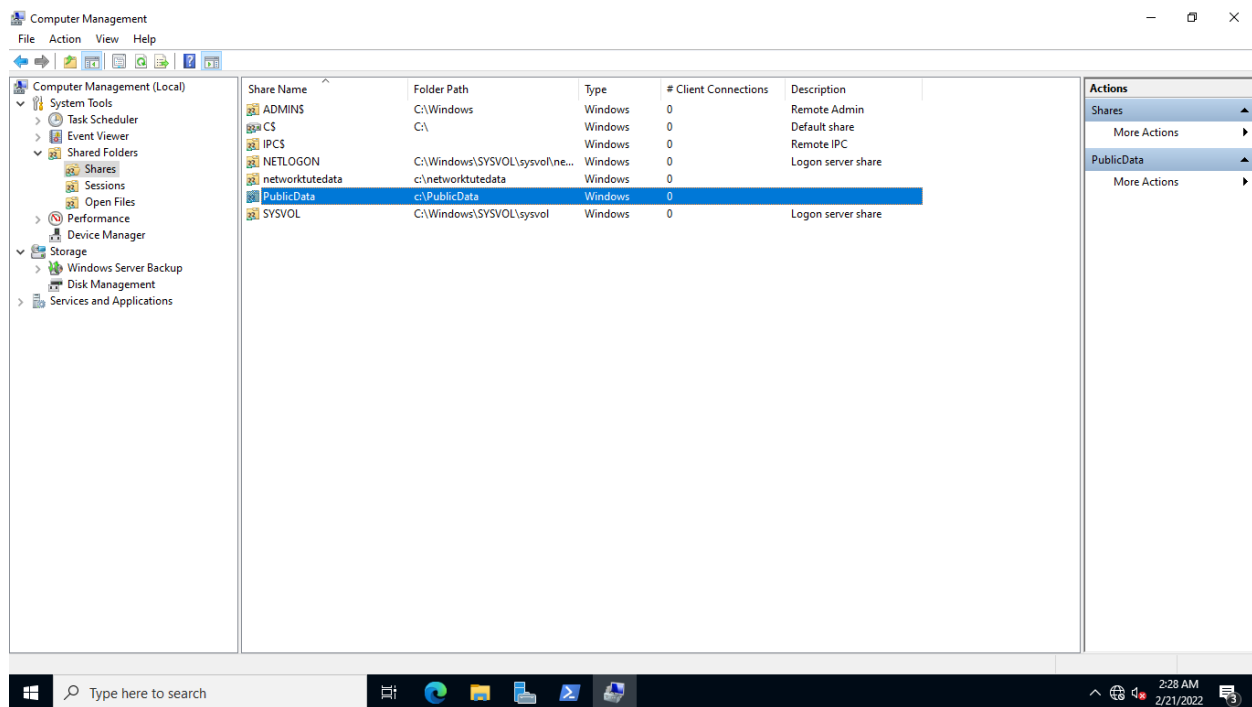 Computer Management
File Action View Help
Computer Management (Local)
System Tools
Task Scheduler
Event Viewer
Shared Folders
Shares
Sessions
Open Files
Performance
Device Manager
Storage
Windows Server Backup
Disk Management
Services and Applications
Share Name Folder Path Type # Client Connections Description
ADMIN$ C:\Windows Windows 0 Remote Admin
C$ C:\ Windows 0 Default share
IPC$ Windows 0 Remote IPC
NETLOGON C:\Windows\SYSVOL\sysvol\ne... Windows 0 Logon server share
networktutedata c:\networktutedata Windows 0
PublicData c:\PublicData Windows 0
SYSVOL C:\Windows\SYSVOL\sysvol Windows 0 Logon server share
Actions
Shares
More Actions
PublicData
More Actions
Type here to search
2:28 AM
2/21/2022
3